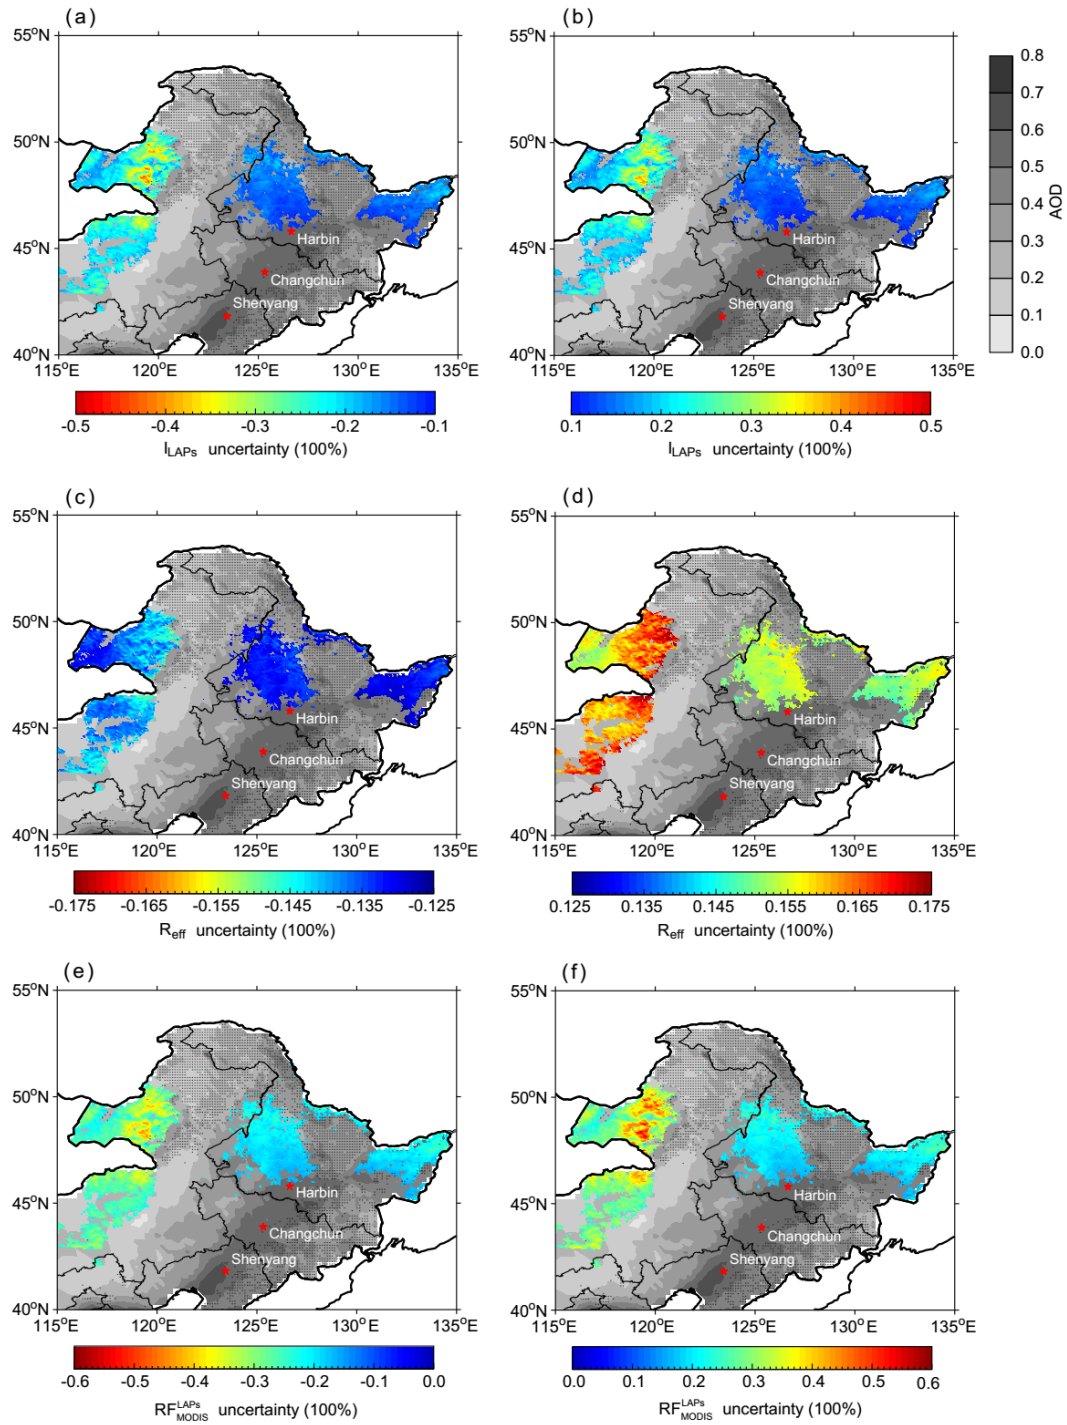 (a)
(b)
55°N
50°N
45°N
40°N
115°E 120°E 125°E 130°E 135°E
Harbin
Changchun
Shenyang
-0.5 -0.4 -0.3 -0.2 -0.1
I_LAPs uncertainty (100%)
55°N
50°N
45°N
40°N
115°E 120°E 125°E 130°E 135°E
Harbin
Changchun
Shenyang
0.1 0.2 0.3 0.4 0.5
I_LAPs uncertainty (100%)
0.8
0.7
0.6
0.5
0.4
0.3
0.2
0.1
0.0
AOD
(c)
(d)
55°N
50°N
45°N
40°N
115°E 120°E 125°E 130°E 135°E
Harbin
Changchun
Shenyang
-0.175 -0.165 -0.155 -0.145 -0.135 -0.125
R_eff uncertainty (100%)
55°N
50°N
45°N
40°N
115°E 120°E 125°E 130°E 135°E
Harbin
Changchun
Shenyang
0.125 0.135 0.145 0.155 0.165 0.175
R_eff uncertainty (100%)
(e)
(f)
55°N
50°N
45°N
40°N
115°E 120°E 125°E 130°E 135°E
Harbin
Changchun
Shenyang
-0.6 -0.5 -0.4 -0.3 -0.2 -0.1 0.0
RF^LAPs_MODIS uncertainty (100%)
55°N
50°N
45°N
40°N
115°E 120°E 125°E 130°E 135°E
Harbin
Changchun
Shenyang
0.0 0.1 0.2 0.3 0.4 0.5 0.6
RF^LAPs_MODIS uncertainty (100%)